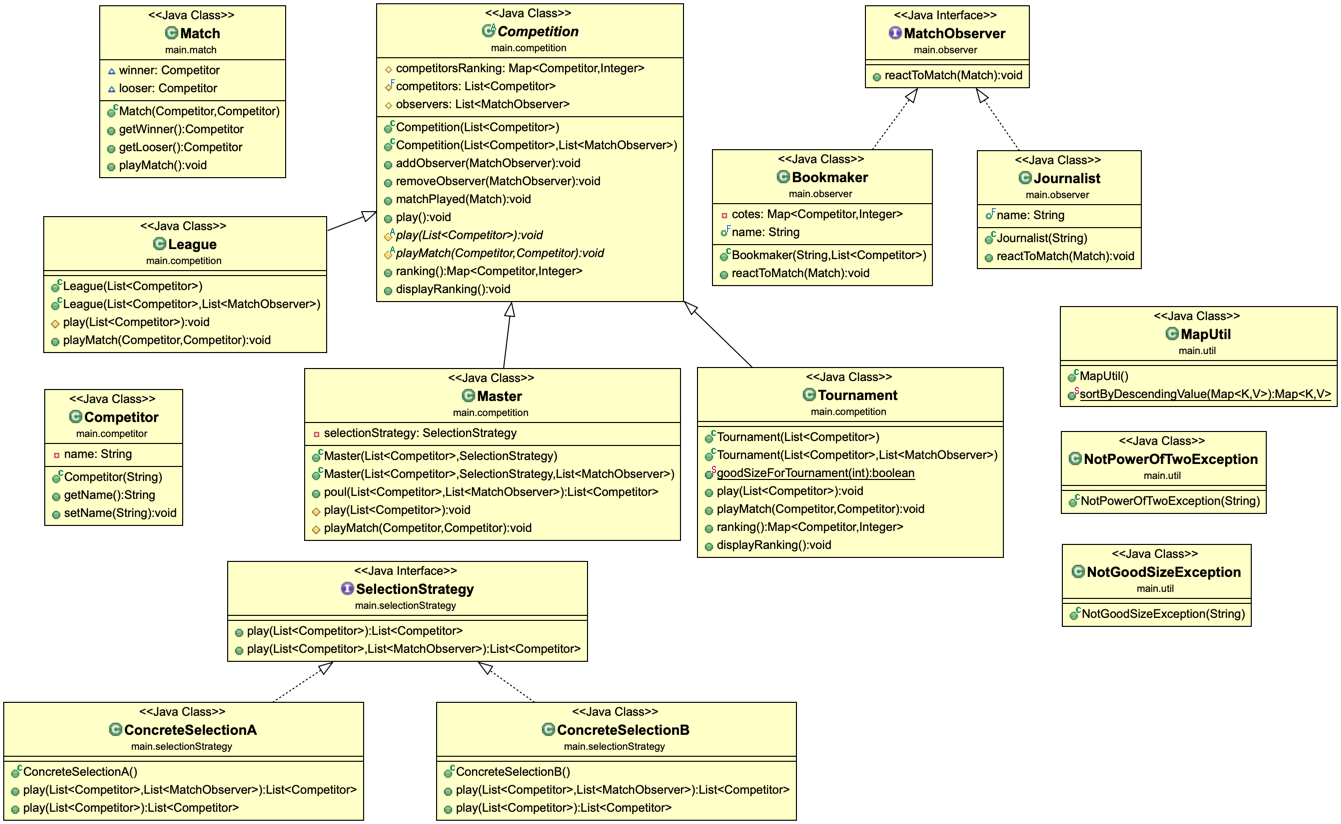 <<Java Class>>
Match
main.match
winner: Competitor
looser: Competitor
Match(Competitor,Competitor)
getWinner():Competitor
getLooser():Competitor
playMatch():void
<<Java Class>>
Competition
main.competition
competitorsRanking: Map<Competitor,Integer>
competitors: List<Competitor>
observers: List<MatchObserver>
Competition(List<Competitor>)
Competition(List<Competitor>,List<MatchObserver>)
addObserver(MatchObserver):void
removeObserver(MatchObserver):void
matchPlayed(Match):void
play():void
play(List<Competitor>):void
playMatch(Competitor,Competitor):void
ranking():Map<Competitor,Integer>
displayRanking():void
<<Java Interface>>
MatchObserver
main.observer
reactToMatch(Match):void
<<Java Class>>
Bookmaker
main.observer
cotes: Map<Competitor,Integer>
name: String
Bookmaker(String,List<Competitor>)
reactToMatch(Match):void
<<Java Class>>
Journalist
main.observer
name: String
Journalist(String)
reactToMatch(Match):void
<<Java Class>>
League
main.competition
League(List<Competitor>)
League(List<Competitor>,List<MatchObserver>)
play(List<Competitor>):void
playMatch(Competitor,Competitor):void
<<Java Class>>
MapUtil
main.util
MapUtil()
sortByDescendingValue(Map<K,V>):Map<K,V>
<<Java Class>>
Competitor
main.competitor
name: String
Competitor(String)
getName():String
setName(String):void
<<Java Class>>
Master
main.competition
selectionStrategy: SelectionStrategy
Master(List<Competitor>,SelectionStrategy)
Master(List<Competitor>,SelectionStrategy,List<MatchObserver>)
poul(List<Competitor>,List<MatchObserver>):List<Competitor>
play(List<Competitor>):void
playMatch(Competitor,Competitor):void
<<Java Class>>
Tournament
main.competition
Tournament(List<Competitor>)
Tournament(List<Competitor>,List<MatchObserver>)
goodSizeForTournament(int):boolean
play(List<Competitor>):void
playMatch(Competitor,Competitor):void
ranking():Map<Competitor,Integer>
displayRanking():void
<<Java Class>>
NotPowerOfTwoException
main.util
NotPowerOfTwoException(String)
<<Java Class>>
NotGoodSizeException
main.util
NotGoodSizeException(String)
<<Java Interface>>
SelectionStrategy
main.selectionStrategy
play(List<Competitor>):List<Competitor>
play(List<Competitor>,List<MatchObserver>):List<Competitor>
<<Java Class>>
ConcreteSelectionA
main.selectionStrategy
ConcreteSelectionA()
play(List<Competitor>,List<MatchObserver>):List<Competitor>
play(List<Competitor>):List<Competitor>
<<Java Class>>
ConcreteSelectionB
main.selectionStrategy
ConcreteSelectionB()
play(List<Competitor>,List<MatchObserver>):List<Competitor>
play(List<Competitor>):List<Competitor>